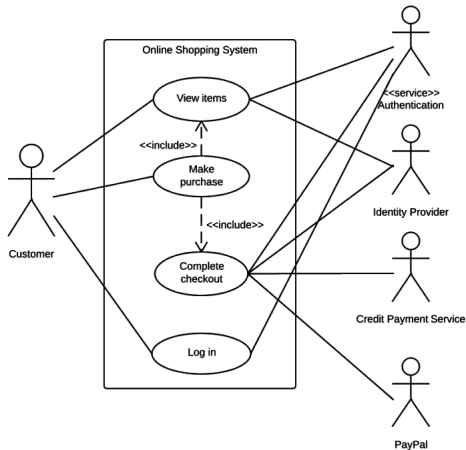 Online Shopping System
View items
<<service>>
Authentication
<<include>>
Make
purchase
Identity Provider
<<include>>
Customer
Complete
checkout
Credit Payment Service
Log in
PayPal